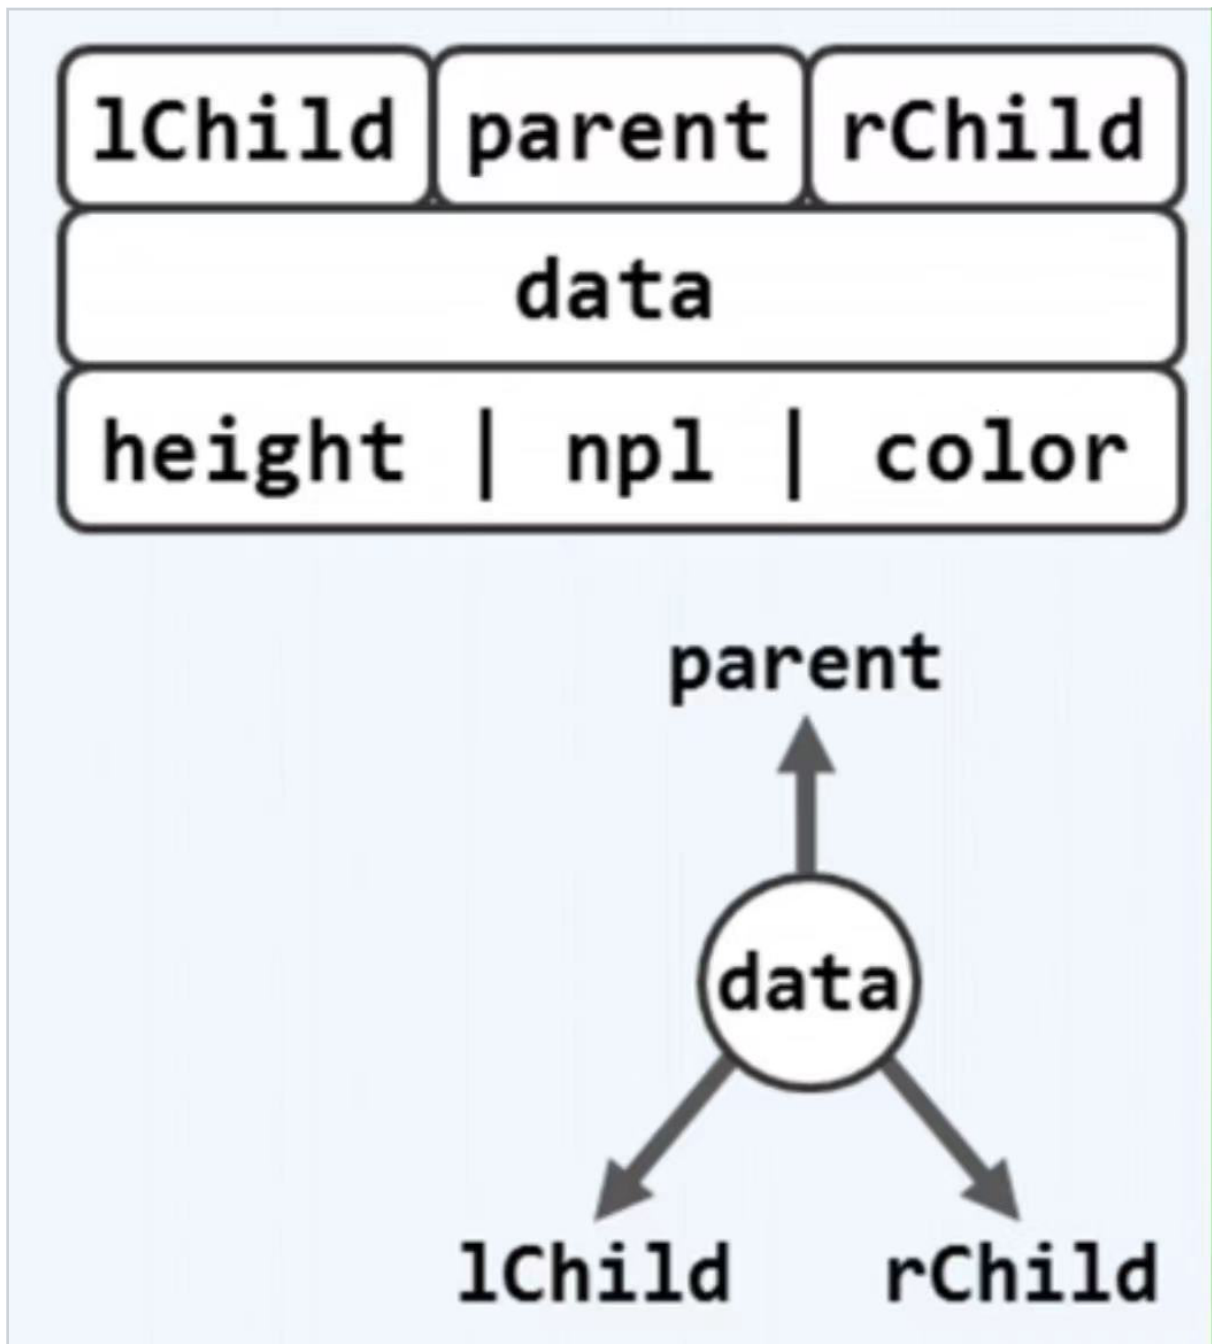 lChild parent rChild
data
height | npl | color
parent
data
lChild rChild